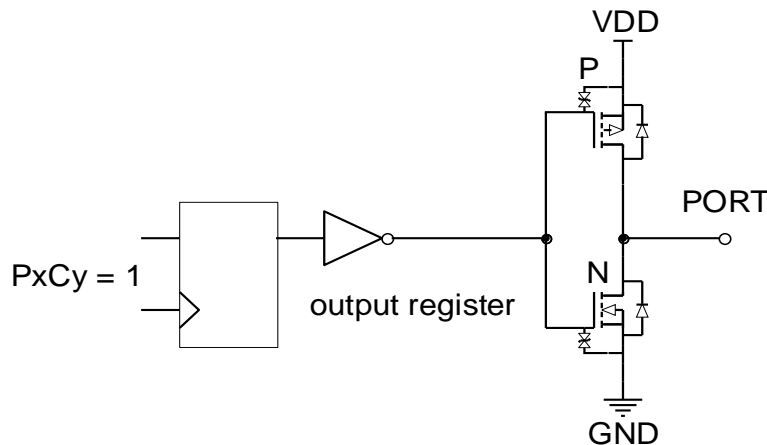 VDD
P
PORT
N
PxCy = 1
output register
GND